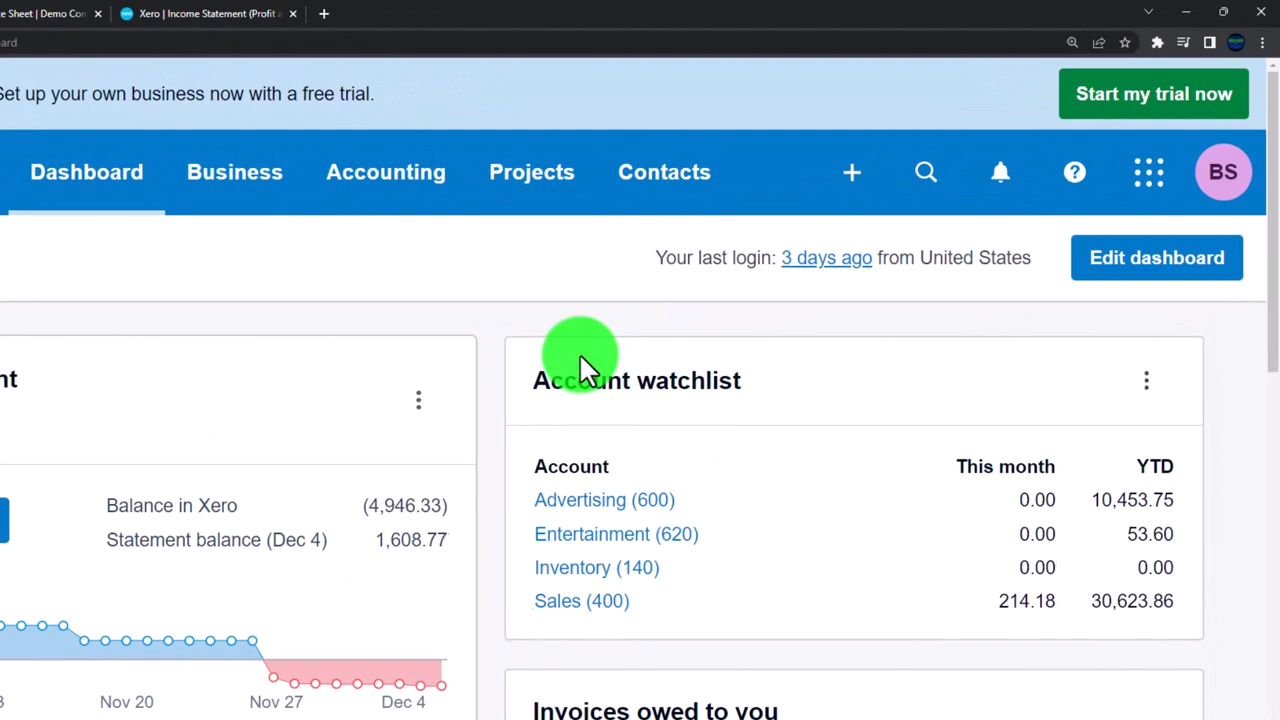 ce Sheet | Demo Con
Xero | Income Statement (Profit a
ard
Set up your own business now with a free trial.
Start my trial now
Dashboard
Business
Accounting
Projects
Contacts
BS
Your last login: 3 days ago from United States
Edit dashboard
nt
Balance in Xero (4,946.33)
Statement balance (Dec 4) 1,608.77
3 Nov 20 Nov 27 Dec 4
Account watchlist
Account This month YTD
Advertising (600) 0.00 10,453.75
Entertainment (620) 0.00 53.60
Inventory (140) 0.00 0.00
Sales (400) 214.18 30,623.86
Invoices owed to you